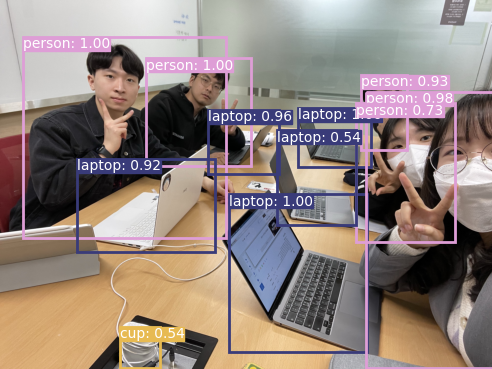 person: 1.00
person: 1.00
person: 0.93
person: 0.98
person: 0.73
laptop: 0.96
laptop: 1.
laptop: 0.54
laptop: 0.92
laptop: 1.00
cup: 0.54